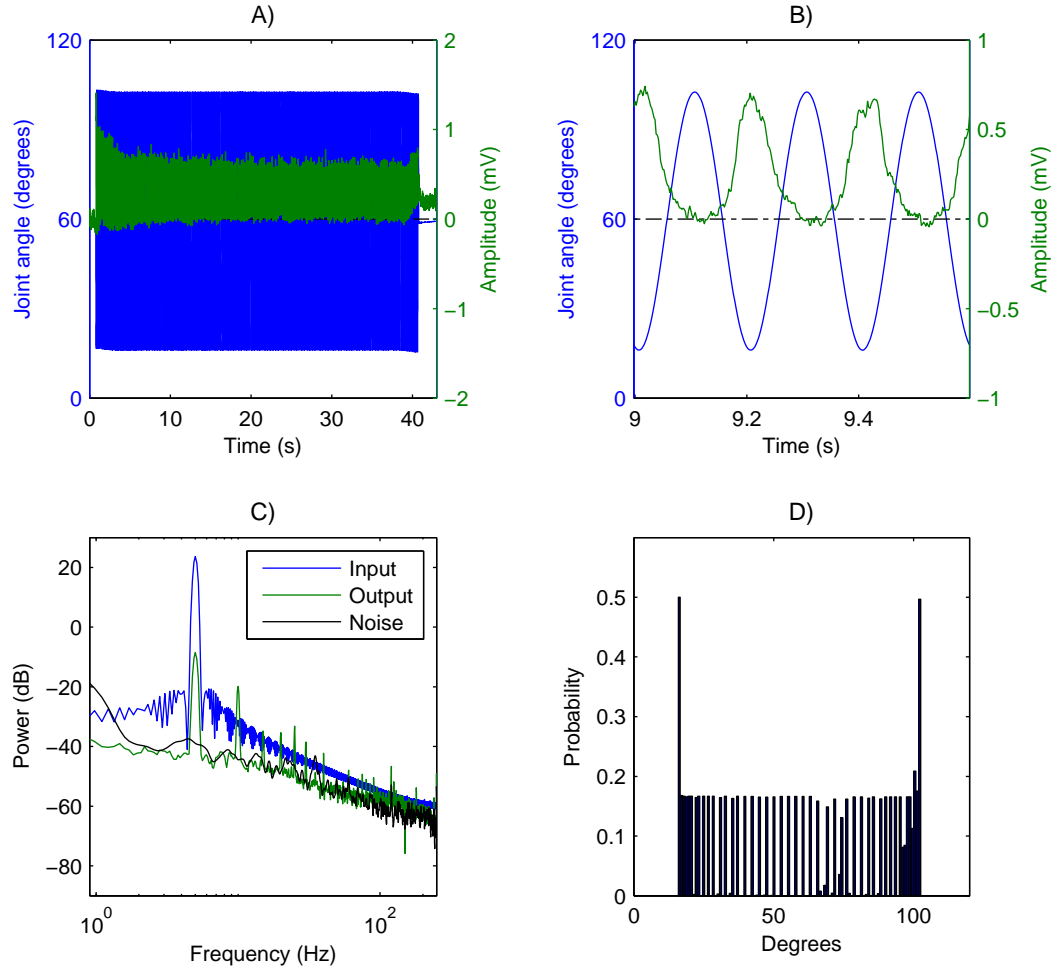 A)
120
60
0
Joint angle (degrees)
2
1
0
−1
−2
Amplitude (mV)
0 10 20 30 40
Time (s)
B)
120
60
0
Joint angle (degrees)
1
0.5
0
−0.5
−1
Amplitude (mV)
9 9.2 9.4
Time (s)
C)
20
0
−20
−40
−60
−80
Power (dB)
Input
Output
Noise
10^0 10^2
Frequency (Hz)
D)
0.5
0.4
0.3
0.2
0.1
0
Probability
0 50 100
Degrees